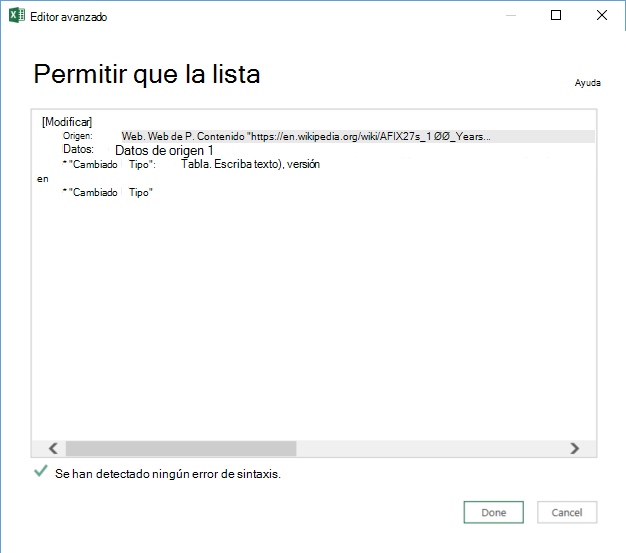 Editor avanzado
Permitir que la lista
Ayuda
[Modificar]
Origen: Web. Web de P. Contenido "https://en.wikipedia.org/wiki/AFIX27s_1 ØØ_Years...
Datos: Datos de origen 1
* "Cambiado Tipo": Tabla. Escriba texto), versión
en
* "Cambiado Tipo"
Se han detectado ningún error de sintaxis.
Done Cancel